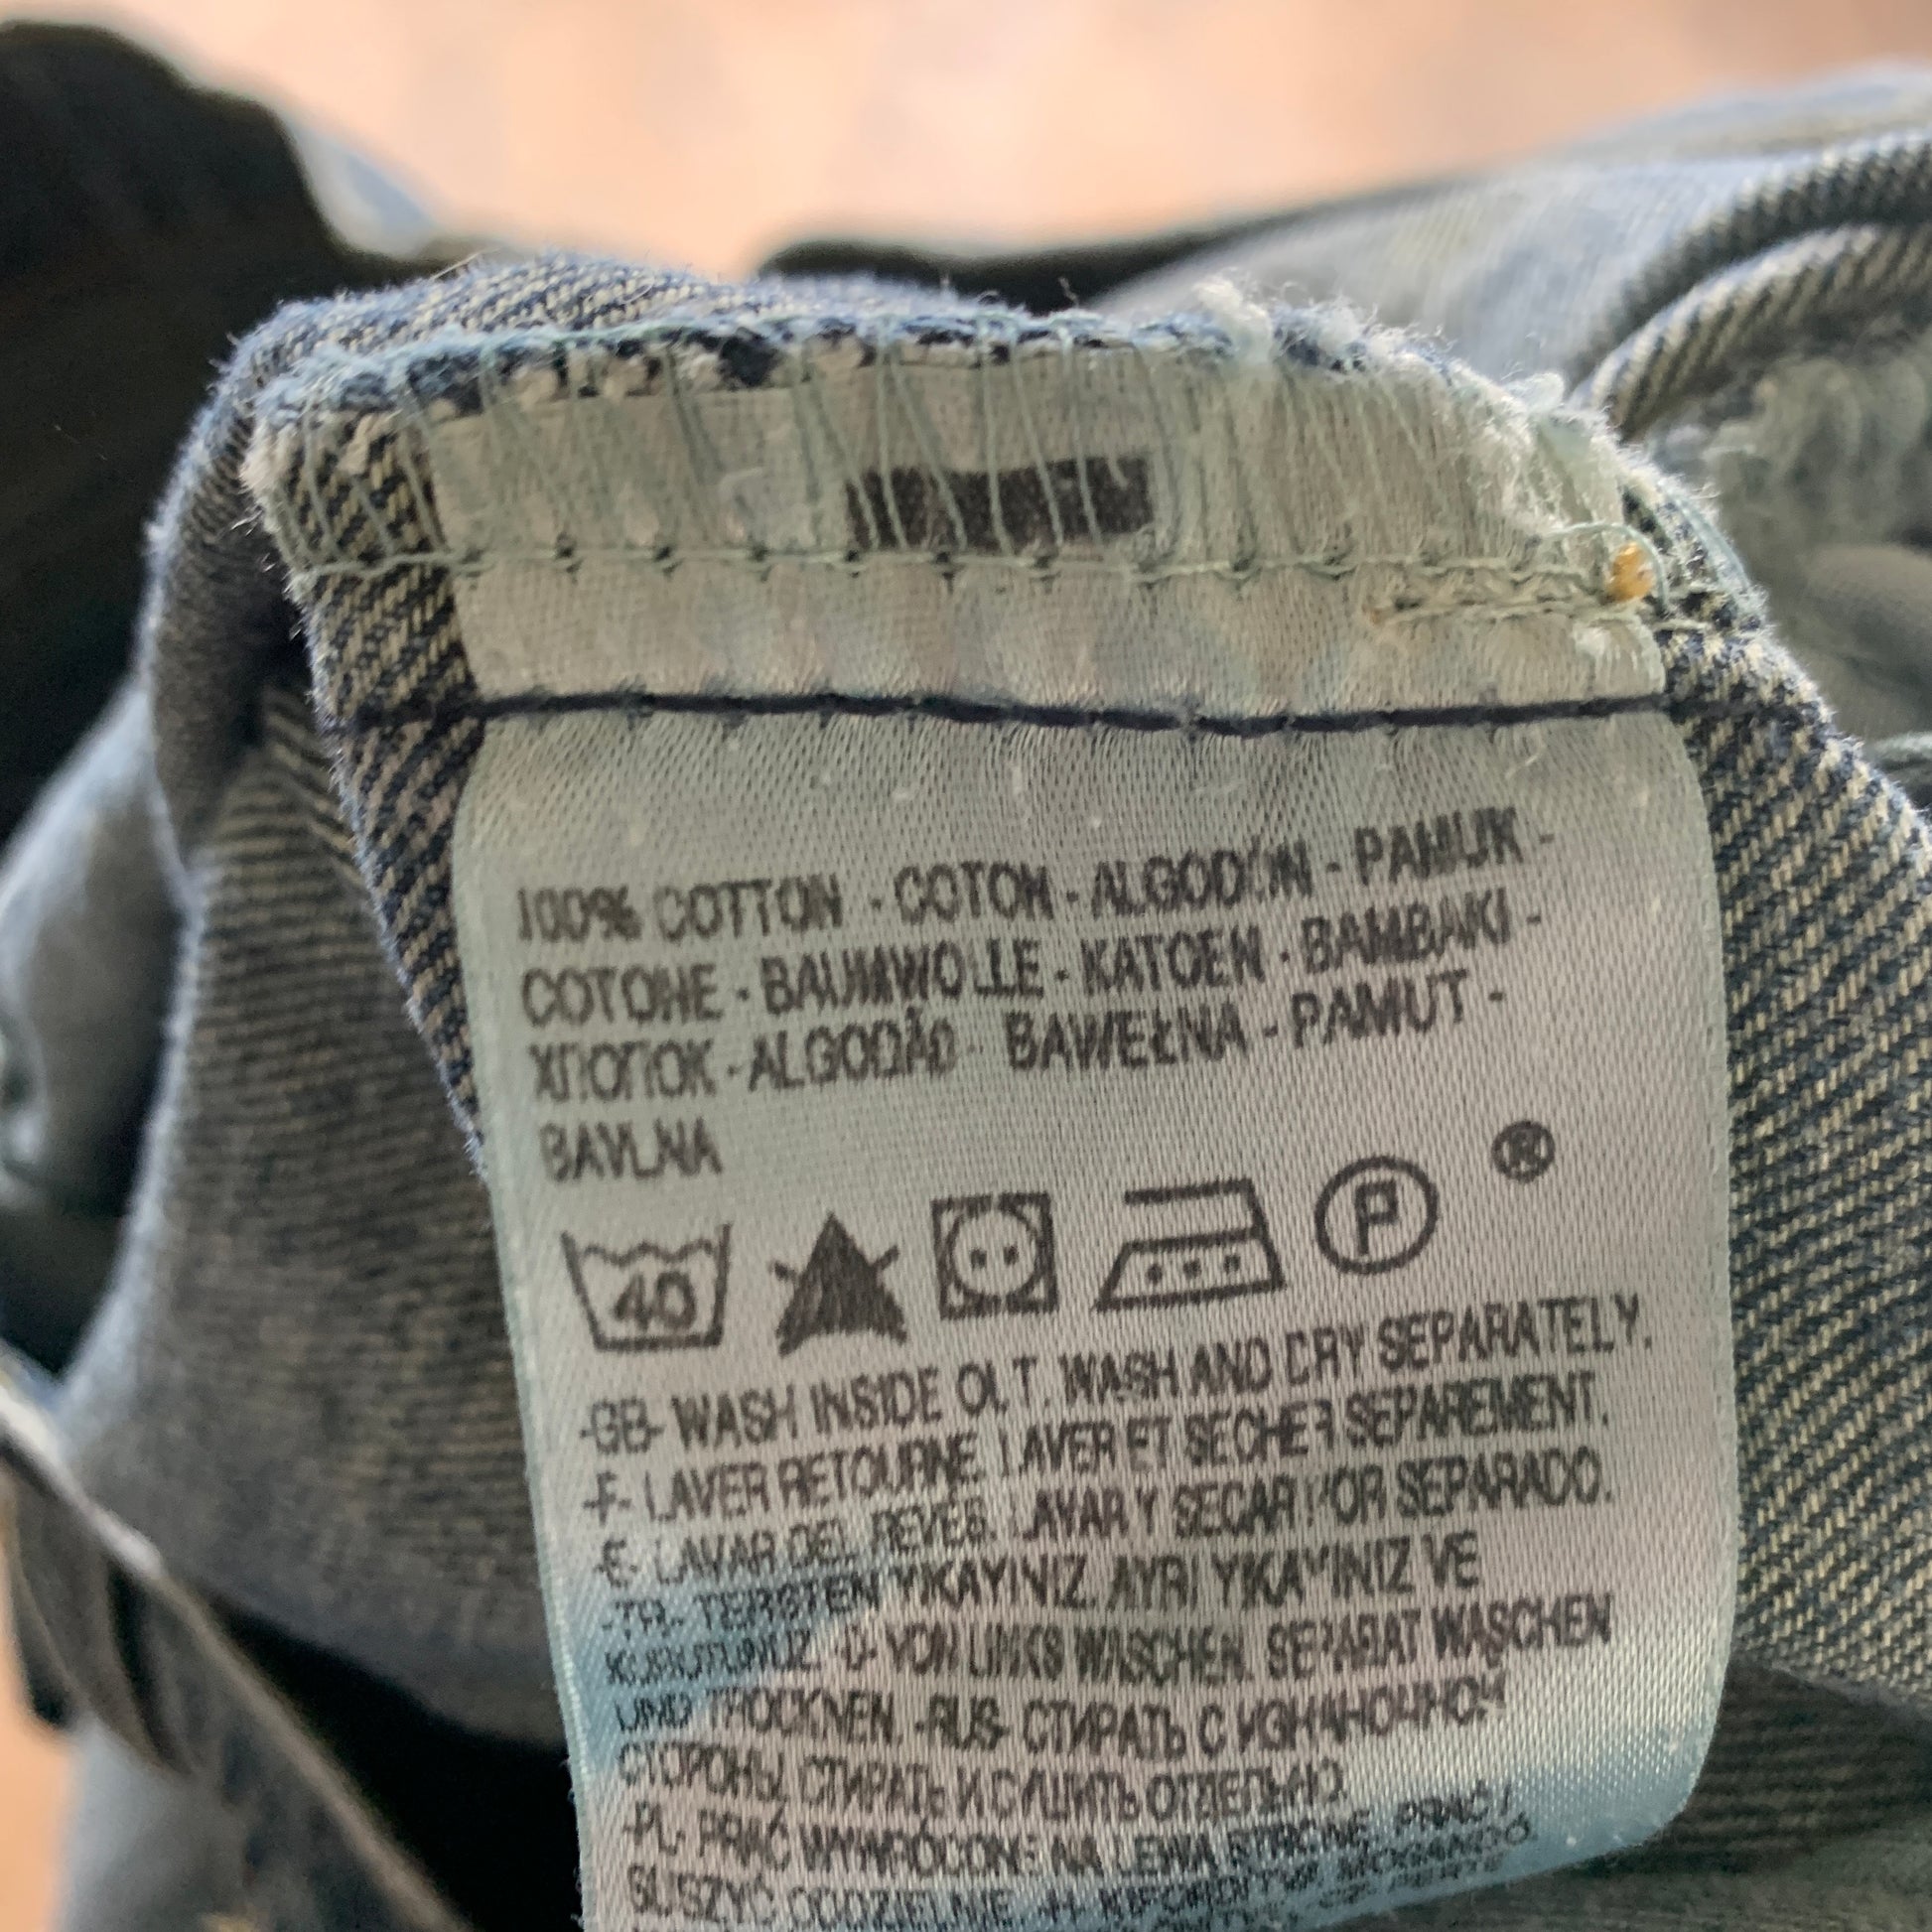 100% COTTON - COTON - ALGODÓN - PAMUK -
COTONE - BAUMWOLLE - KATOEN - BAMBAKI -
ХЛОПОК - ALGODÃO - BAWEŁNA - PAMUT -
BAVLNA
40 P ®
-GB- WASH INSIDE OUT. WASH AND DRY SEPARATELY.
-F- LAVER RETOURNE. LAVER ET SECHER SEPAREMENT.
-E- LAVAR DEL REVES. LAVAR Y SECAR POR SEPARADO.
-TR- TERSTEN YIKAYINIZ. AYRI YIKAYINIZ VE
KURUTUNUZ -D- VON LINKS WASCHEN. SEPARAT WASCHEN
UND TROCKNEN. -RUS- СТИРАТЬ С ИЗНАНОЧНОЙ
СТОРОНЫ. СТИРАТЬ И СУШИТЬ ОТДЕЛЬНО.
-PL- PRAĆ WYWRÓCONE NA LEWĄ STRONĘ. PRAĆ I
SUSZYĆ ODDZIELNIE. -H-